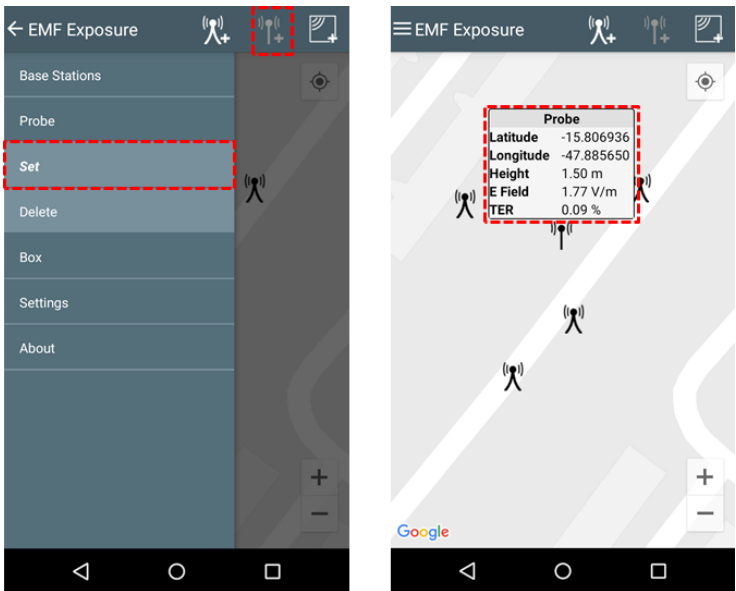 EMF Exposure
Base Stations
Probe
Set
Delete
Box
Settings
About
EMF Exposure
Probe
Latitude -15.806936
Longitude -47.885650
Height 1.50 m
E Field 1.77 V/m
TER 0.09 %
Google